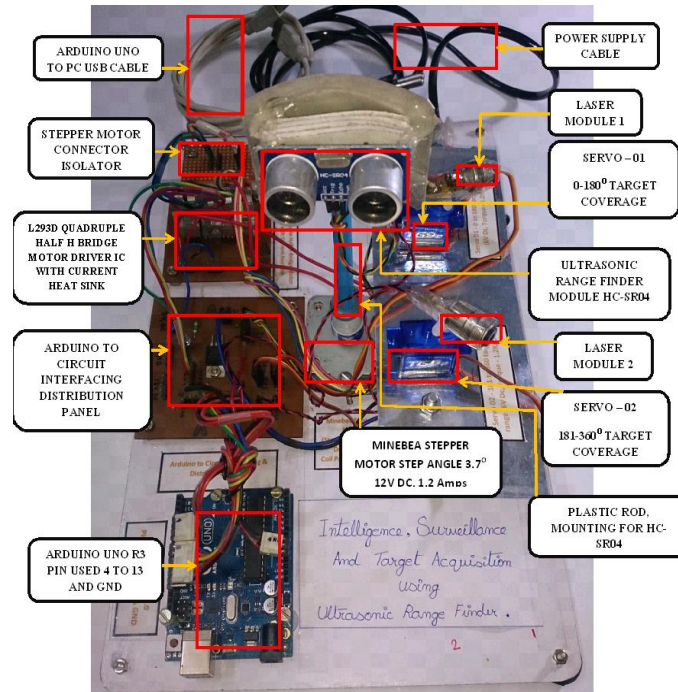 ARDUINO UNO
TO PC USB CABLE
POWER SUPPLY
CABLE
STEPPER MOTOR
CONNECTOR
ISOLATOR
LASER
MODULE 1
HC-SR04
SERVO – 01
0-180⁰ TARGET
COVERAGE
L293D QUADRUPLE
HALF H BRIDGE
MOTOR DRIVER IC
WITH CURRENT
HEAT SINK
ULTRASONIC
RANGE FINDER
MODULE HC-SR04
ARDUINO TO
CIRCUIT
INTERFACING
DISTRIBUTION
PANEL
LASER
MODULE 2
SERVO – 02
181-360⁰ TARGET
COVERAGE
MINEBEA STEPPER
MOTOR STEP ANGLE 3.7⁰
12V DC, 1.2 Amps
PLASTIC ROD,
MOUNTING FOR HC-
SR04
ARDUINO UNO R3
PIN USED 4 TO 13
AND GND
Intelligence, Surveillance
And Target Acquisition
using
Ultrasonic Range Finder.
2 1